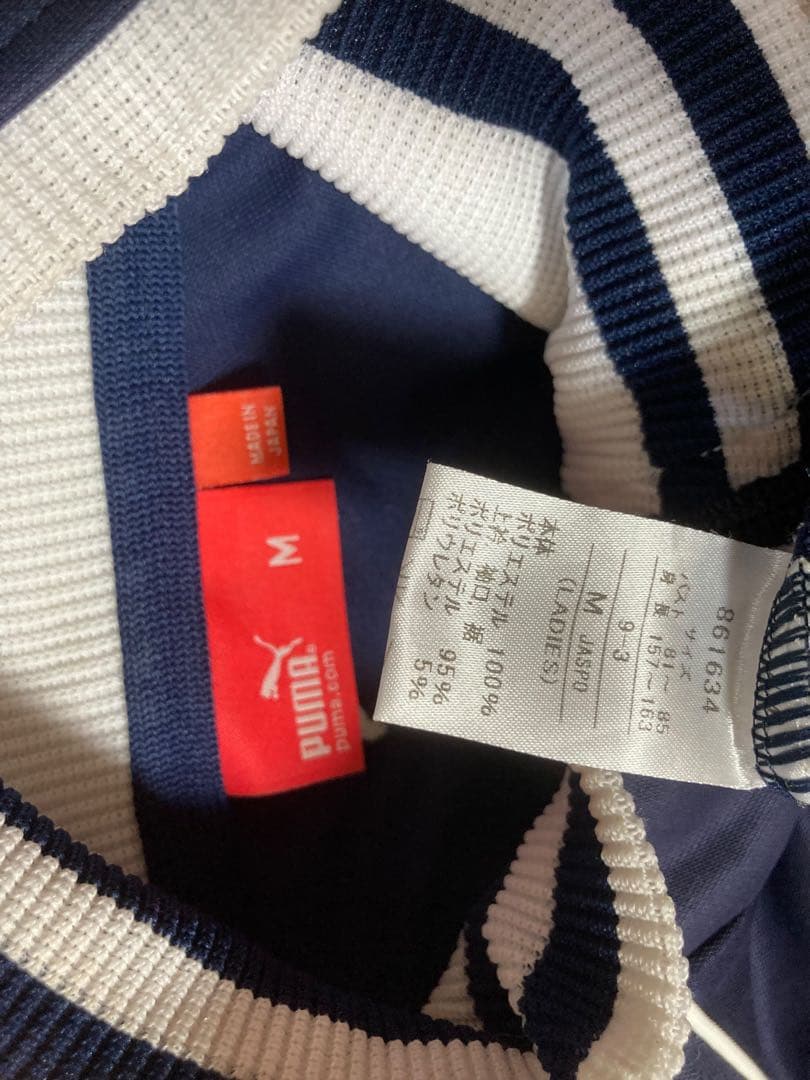 MADE IN
JAPAN
M
PUMA®
puma.com
861634
サイズ
バスト 81～85
身長 157～163
9-3
M JASPO
(LADIES)
本体
ポリエステル 100%
上衿、袖口、裾
ポリエステル 95%
ポリウレタン 5%